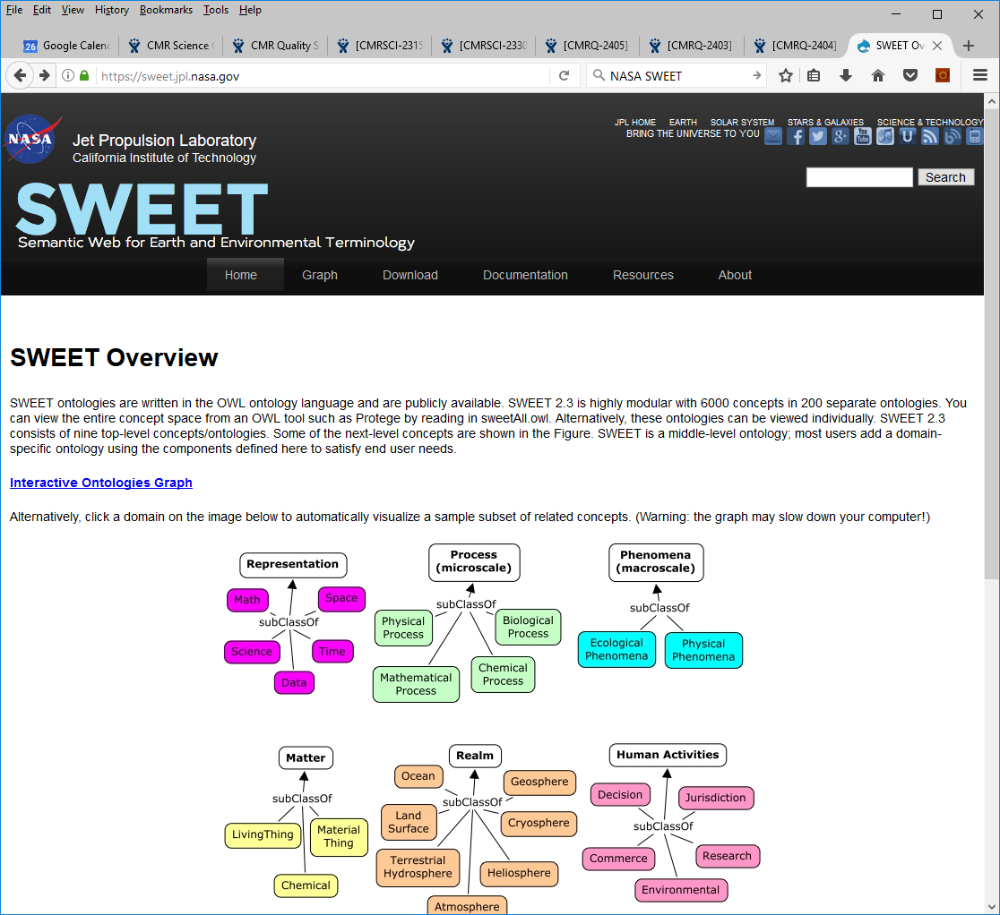 File Edit View History Bookmarks Tools Help
26 Google Calend CMR Science CMR Quality S [CMRSCI-2315 [CMRSCI-2330 [CMRQ-2405] [CMRQ-2403] [CMRQ-2404] SWEET Ov
https://sweet.jpl.nasa.gov NASA SWEET
NASA
Jet Propulsion Laboratory
California Institute of Technology
JPL HOME EARTH SOLAR SYSTEM STARS & GALAXIES SCIENCE & TECHNOLOGY
BRING THE UNIVERSE TO YOU
You Tube
Search
SWEET
Semantic Web for Earth and Environmental Terminology
Home Graph Download Documentation Resources About
SWEET Overview
SWEET ontologies are written in the OWL ontology language and are publicly available. SWEET 2.3 is highly modular with 6000 concepts in 200 separate ontologies. You
can view the entire concept space from an OWL tool such as Protege by reading in sweetAll.owl. Alternatively, these ontologies can be viewed individually. SWEET 2.3
consists of nine top-level concepts/ontologies. Some of the next-level concepts are shown in the Figure. SWEET is a middle-level ontology; most users add a domain-
specific ontology using the components defined here to satisfy end user needs.
Interactive Ontologies Graph
Alternatively, click a domain on the image below to automatically visualize a sample subset of related concepts. (Warning: the graph may slow down your computer!)
Representation
Math
Space
subClassOf
Science
Time
Data
Process
(microscale)
subClassOf
Physical
Process
Biological
Process
Mathematical
Process
Chemical
Process
Phenomena
(macroscale)
subClassOf
Ecological
Phenomena
Physical
Phenomena
Matter
subClassOf
LivingThing
Material
Thing
Chemical
Realm
Ocean
Geosphere
subClassOf
Land
Surface
Cryosphere
Terrestrial
Hydrosphere
Heliosphere
Atmosphere
Human Activities
Decision
Jurisdiction
subClassOf
Commerce
Research
Environmental